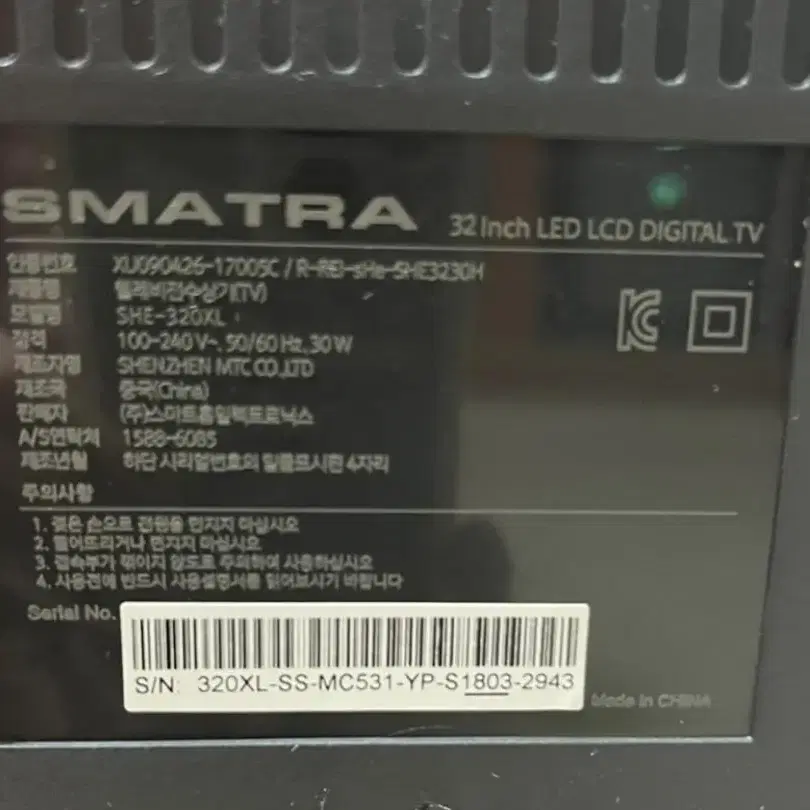 SMATRA
32 Inch LED LCD DIGITAL TV
인증번호 XU090426-17005C / R-REI-sHe-SHE3230H
제품명 텔레비전수상기(TV)
모델명 SHE-320XL
정격 100-240 V~, 50/60 Hz, 30 W
제조자명 SHENZHEN MTC CO.,LTD
제조국 중국(China)
판매자 (주)스마트홈일렉트로닉스
A/S연락처 1588-6085
제조년월 하단 시리얼번호의 밑줄표시된 4자리
주의사항
1. 젖은 손으로 전원을 만지지 마십시오
2. 떨어뜨리거나 던지지 마십시오
3. 접속부가 꺾이지 않도록 주의하여 사용하십시오
4. 사용전에 반드시 사용설명서를 읽어보시기 바랍니다
Serial No.
S/N: 320XL-SS-MC531-YP-S1803-2943
Made in CHINA